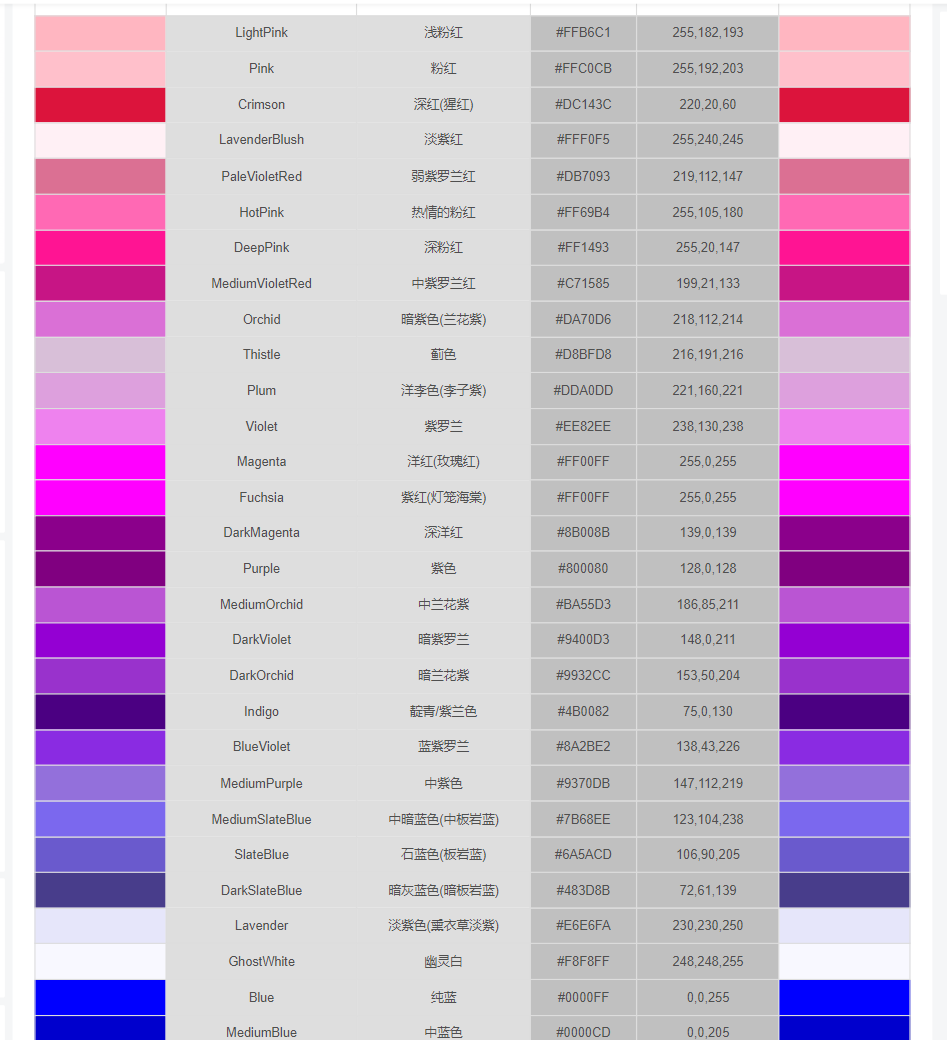 LightPink 浅粉红 #FFB6C1 255,182,193
Pink 粉红 #FFC0CB 255,192,203
Crimson 深红(猩红) #DC143C 220,20,60
LavenderBlush 淡紫红 #FFF0F5 255,240,245
PaleVioletRed 弱紫罗兰红 #DB7093 219,112,147
HotPink 热情的粉红 #FF69B4 255,105,180
DeepPink 深粉红 #FF1493 255,20,147
MediumVioletRed 中紫罗兰红 #C71585 199,21,133
Orchid 暗紫色(兰花紫) #DA70D6 218,112,214
Thistle 蓟色 #D8BFD8 216,191,216
Plum 洋李色(李子紫) #DDA0DD 221,160,221
Violet 紫罗兰 #EE82EE 238,130,238
Magenta 洋红(玫瑰红) #FF00FF 255,0,255
Fuchsia 紫红(灯笼海棠) #FF00FF 255,0,255
DarkMagenta 深洋红 #8B008B 139,0,139
Purple 紫色 #800080 128,0,128
MediumOrchid 中兰花紫 #BA55D3 186,85,211
DarkViolet 暗紫罗兰 #9400D3 148,0,211
DarkOrchid 暗兰花紫 #9932CC 153,50,204
Indigo 靛青/紫兰色 #4B0082 75,0,130
BlueViolet 蓝紫罗兰 #8A2BE2 138,43,226
MediumPurple 中紫色 #9370DB 147,112,219
MediumSlateBlue 中暗蓝色(中板岩蓝) #7B68EE 123,104,238
SlateBlue 石蓝色(板岩蓝) #6A5ACD 106,90,205
DarkSlateBlue 暗灰蓝色(暗板岩蓝) #483D8B 72,61,139
Lavender 淡紫色(熏衣草淡紫) #E6E6FA 230,230,250
GhostWhite 幽灵白 #F8F8FF 248,248,255
Blue 纯蓝 #0000FF 0,0,255
MediumBlue 中蓝色 #0000CD 0,0,205